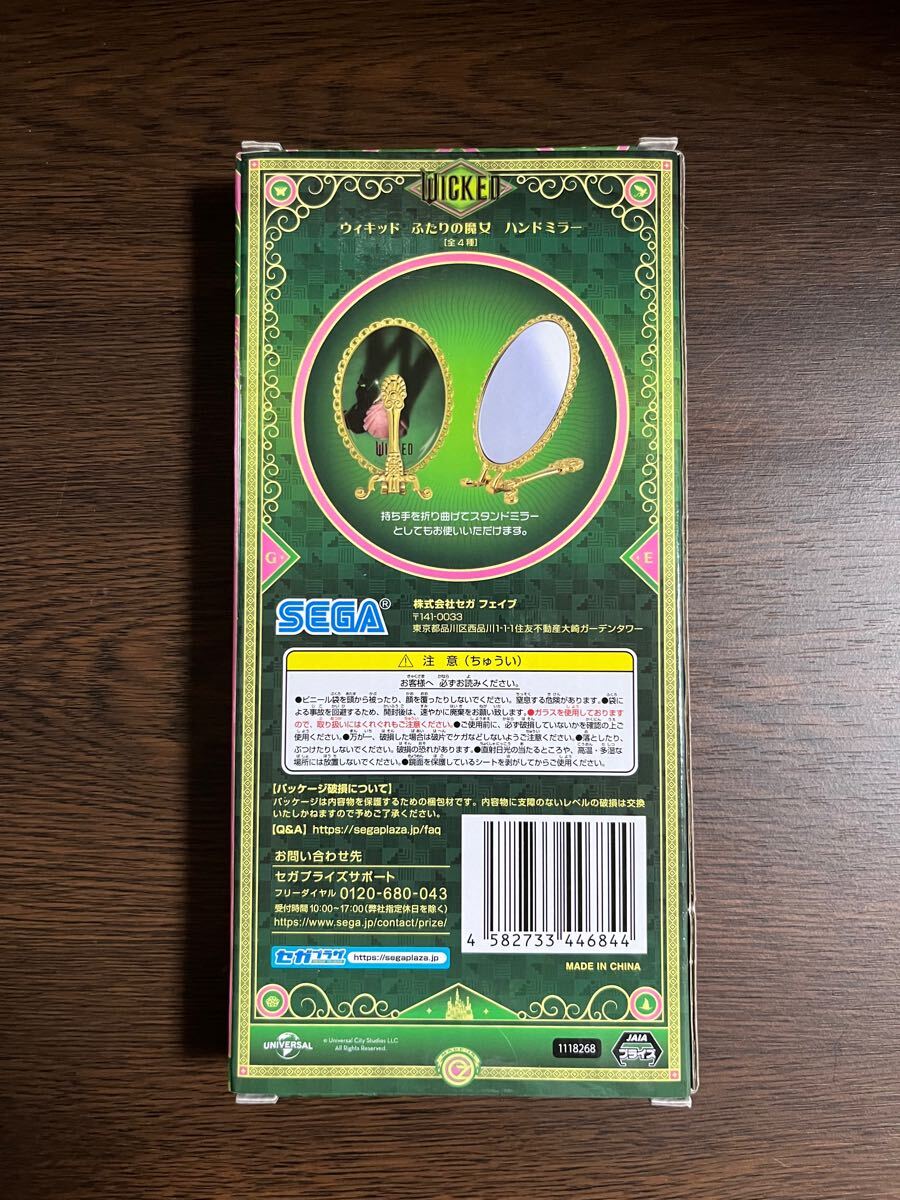 WICKED
ウィキッド ふたりの魔女 ハンドミラー
[全4種]
WICKED
持ち手を折り曲げてスタンドミラー
としてもお使いいただけます。
G
E
SEGA®
株式会社セガ フェイブ
〒141-0033
東京都品川区西品川1-1-1住友不動産大崎ガーデンタワー
⚠ 注 意(ちゅうい)
お客様へ 必ずお読みください。
●ビニール袋を頭から被ったり、顔を覆ったりしないでください。窒息する危険があります。●袋に
よる事故を回避するため、開封後は、速やかに廃棄をお願い致します。●ガラスを使用しております
ので、取り扱いにはくれぐれもご注意ください。●ご使用前に、必ず破損していないかを確認の上ご
使用ください。●万が一、破損した場合は破片でケガなどしないようご注意ください。●落としたり、
ぶつけたりしないでください。破損の恐れがあります。●直射日光の当たるところや、高温・多湿な
場所には放置しないでください。●鏡面を保護しているシートを剥がしてからご使用ください。
【パッケージ破損について】
パッケージは内容物を保護するための梱包材です。内容物に支障のないレベルの破損は交換
いたしかねますので予めご了承ください。
【Q&A】https://segaplaza.jp/faq
お問い合わせ先
セガプライズサポート
フリーダイヤル 0120-680-043
受付時間 10:00~17:00(弊社指定休日を除く)
https://www.sega.jp/contact/prize/
セガプラザ https://segaplaza.jp
4 582733 446844
MADE IN CHINA
UNIVERSAL
© Universal City Studios LLC
All Rights Reserved.
1118268
JAIA
プライズ